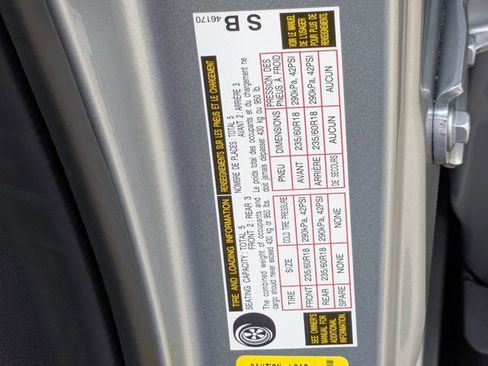 TIRE AND LOADING INFORMATION
SEATING CAPACITY : TOTAL 5
FRONT 2 : REAR 3
The combined weight of occupants and
cargo should never exceed 430 kg or 950 lbs.
TIRE SIZE COLD TIRE PRESSURE
FRONT 235/60R18 290kPa, 42PSI
REAR 235/60R18 290kPa, 42PSI
SPARE NONE NONE
SEE OWNER'S
MANUAL FOR
ADDITIONAL
INFORMATION.
RENSEIGNEMENTS SUR LES PNEUS ET LE CHARGEMENT
NOMBRE DE PLACES : TOTAL 5
AVANT 2 : ARRIÈRE 3
Le poids total des occupants et du chargement ne
doit jamais dépasser 430 kg ou 950 lb.
PNEU DIMENSIONS PRESSION DES
PNEUS À FROID
AVANT 235/60R18 290kPa, 42PSI
ARRIÈRE 235/60R18 290kPa, 42PSI
DE SECOURS AUCUN AUCUN
VOIR LE MANUEL
DE L'USAGER
POUR PLUS DE
RENSEIGNEMENTS.
S B
46170